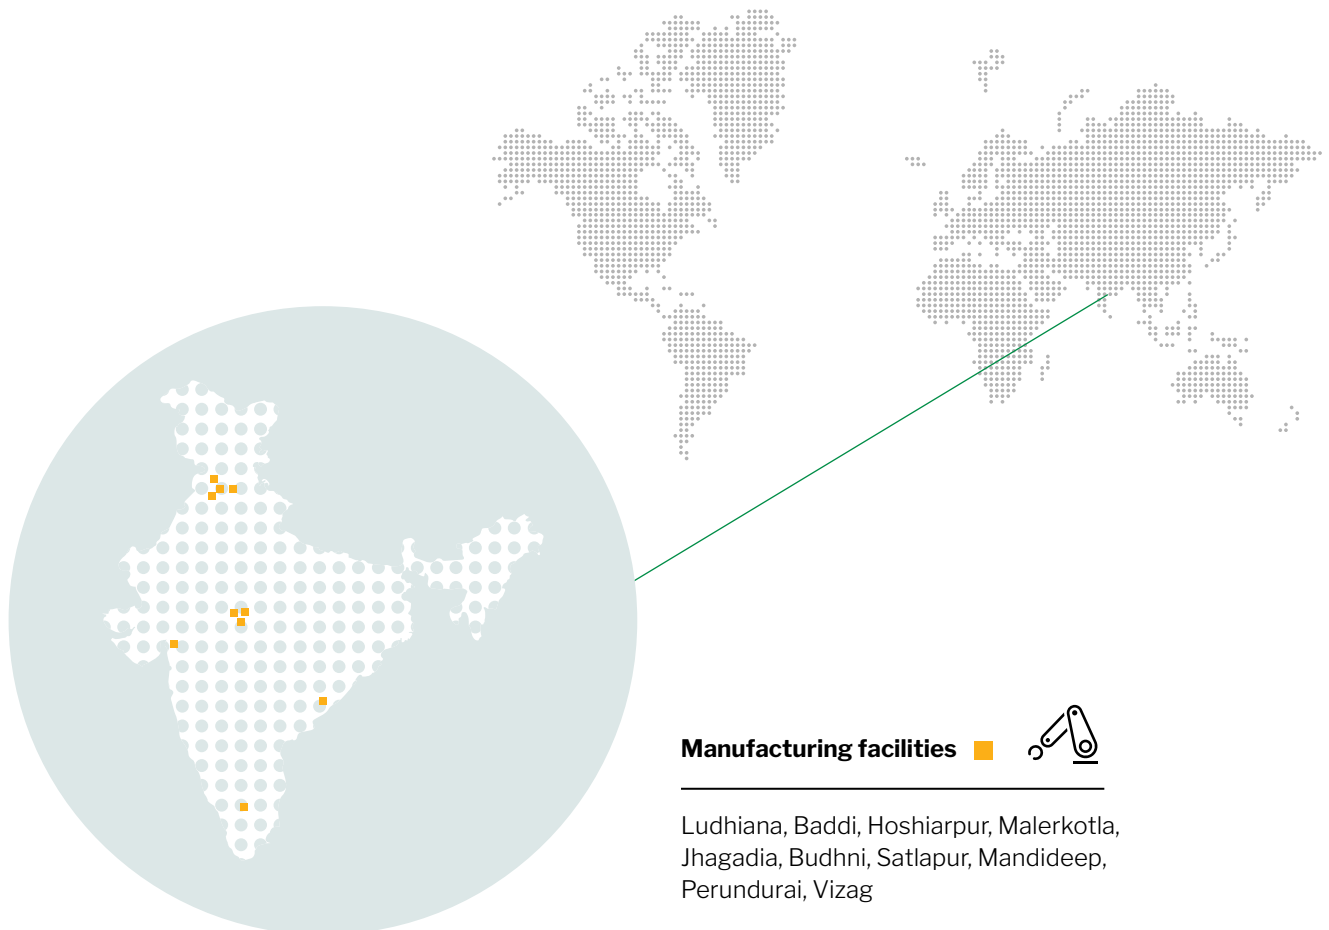 Manufacturing facilities
Ludhiana, Baddi, Hoshiarpur, Malerkotla,
Jhagadia, Budhni, Satlapur, Mandideep,
Perundurai, Vizag